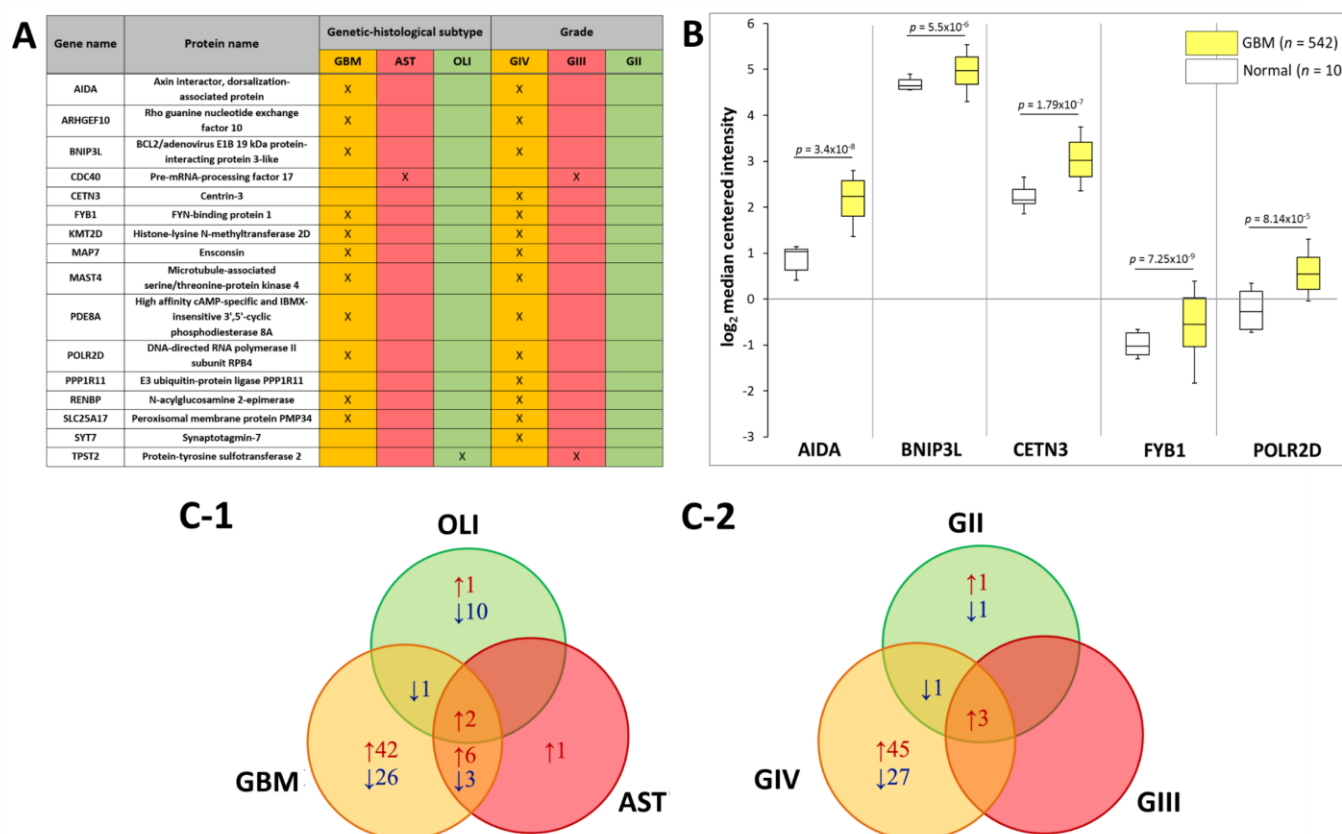 A
Gene name
Protein name
Genetic-histological subtype
Grade
GBM
AST
OLI
GIV
GIII
GII
AIDA
Axin interactor, dorsalization-
associated protein
X
X
ARHGEF10
Rho guanine nucleotide exchange
factor 10
X
X
BNIP3L
BCL2/adenovirus E1B 19 kDa protein-
interacting protein 3-like
X
X
CDC40
Pre-mRNA-processing factor 17
X
X
CETN3
Centrin-3
X
FYB1
FYN-binding protein 1
X
X
KMT2D
Histone-lysine N-methyltransferase 2D
X
X
MAP7
Ensconsin
X
X
MAST4
Microtubule-associated
serine/threonine-protein kinase 4
X
X
PDE8A
High affinity cAMP-specific and IBMX-
insensitive 3',5'-cyclic
phosphodiesterase 8A
X
X
POLR2D
DNA-directed RNA polymerase II
subunit RPB4
X
X
PPP1R11
E3 ubiquitin-protein ligase PPP1R11
X
RENBP
N-acylglucosamine 2-epimerase
X
X
SLC25A17
Peroxisomal membrane protein PMP34
X
X
SYT7
Synaptotagmin-7
X
TPST2
Protein-tyrosine sulfotransferase 2
X
X
B
log2 median centered intensity
6
5
4
3
2
1
0
-1
-2
-3
p = 3.4x10-8
p = 5.5x10-6
p = 1.79x10-7
p = 7.25x10-9
p = 8.14x10-5
GBM (n = 542)
Normal (n = 10
AIDA
BNIP3L
CETN3
FYB1
POLR2D
C-1
OLI
↑1
↓10
↓1
↑2
↑42
↓26
↑6
↓3
↑1
GBM
AST
C-2
GII
↑1
↓1
↓1
↑3
↑45
↓27
GIV
GIII